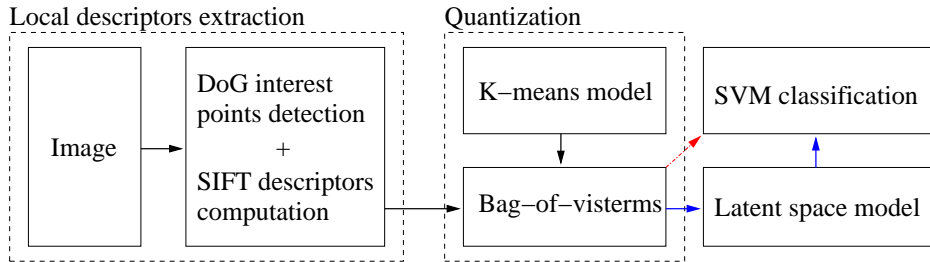 Local descriptors extraction
Quantization
Image
DoG interest
points detection
+
SIFT descriptors
computation
K−means model
Bag−of−visterms
SVM classification
Latent space model